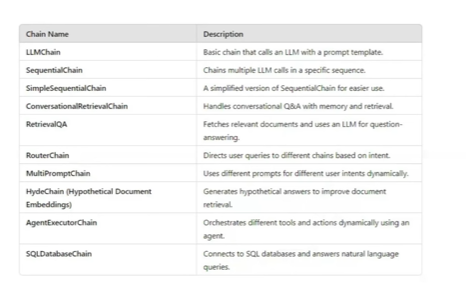 Chain Name
Description
LLMChain
Basic chain that calls an LLM with a prompt template.
SequentialChain
Chains multiple LLM calls in a specific sequence.
SimpleSequentialChain
A simplified version of SequentialChain for easier use.
ConversationalRetrievalChain
Handles conversational Q&A with memory and retrieval.
RetrievalQA
Fetches relevant documents and uses an LLM for question-
answering.
RouterChain
Directs user queries to different chains based on intent.
MultiPromptChain
Uses different prompts for different user intents dynamically.
HydeChain (Hypothetical Document
Embeddings)
Generates hypothetical answers to improve document
retrieval.
AgentExecutorChain
Orchestrates different tools and actions dynamically using an
agent.
SQLDatabaseChain
Connects to SQL databases and answers natural language
queries.